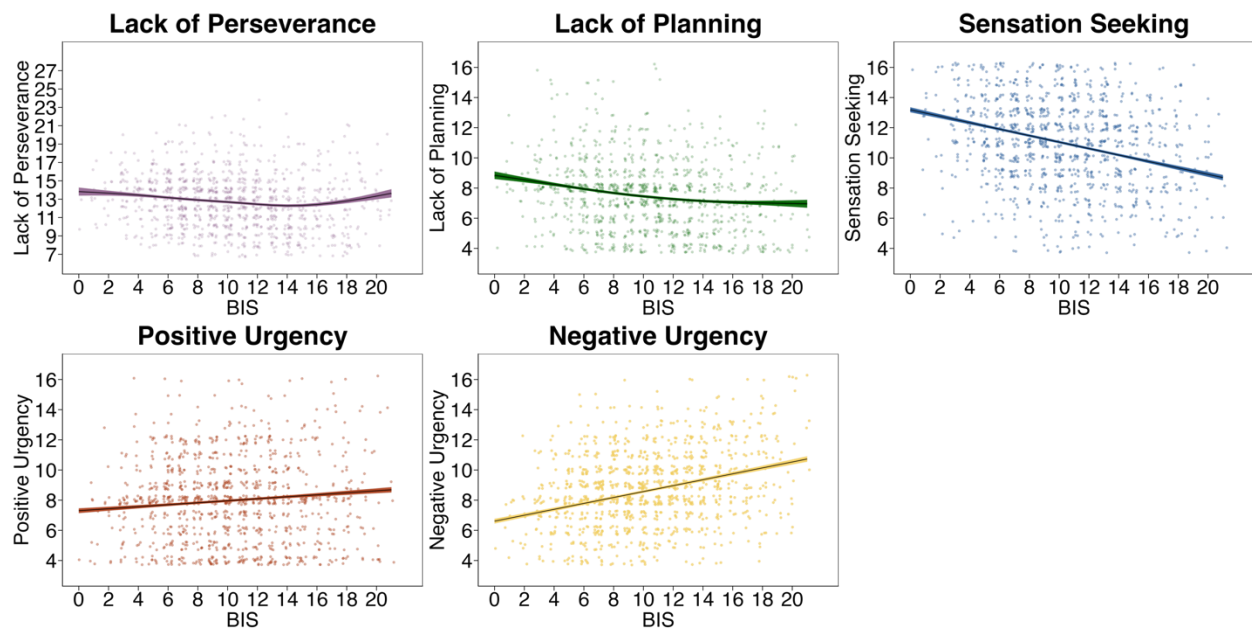 Lack of Perseverance
Lack of Perseverance
27
25
23
21
19
17
15
13
11
9
7
0 2 4 6 8 10 12 14 16 18 20
BIS
Lack of Planning
Lack of Planning
16
14
12
10
8
6
4
0 2 4 6 8 10 12 14 16 18 20
BIS
Sensation Seeking
Sensation Seeking
16
14
12
10
8
6
4
0 2 4 6 8 10 12 14 16 18 20
BIS
Positive Urgency
Positive Urgency
16
14
12
10
8
6
4
0 2 4 6 8 10 12 14 16 18 20
BIS
Negative Urgency
Negative Urgency
16
14
12
10
8
6
4
0 2 4 6 8 10 12 14 16 18 20
BIS